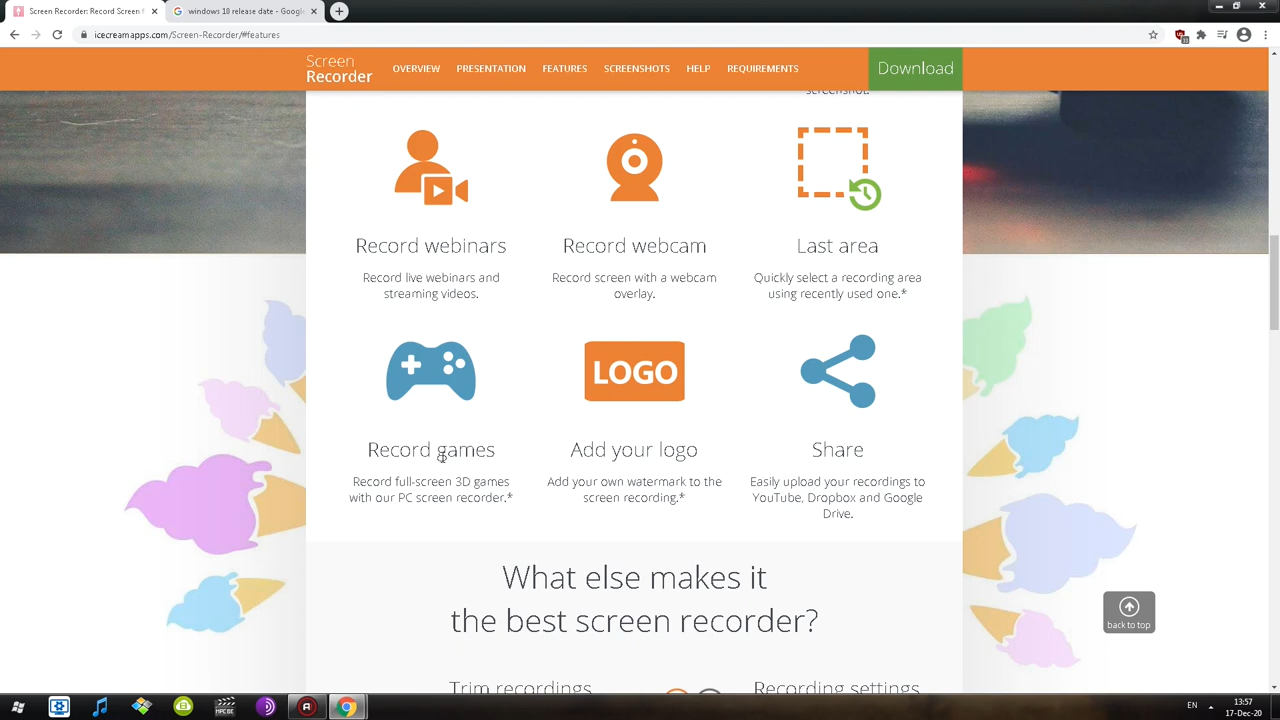 Screen Recorder: Record Screen f
windows 10 release date - Google
icecreamapps.com/Screen-Recorder/#features
Screen
Recorder
OVERVIEW PRESENTATION FEATURES SCREENSHOTS HELP REQUIREMENTS
Download
screenshot.
Record webinars
Record live webinars and
streaming videos.
Record webcam
Record screen with a webcam
overlay.
Last area
Quickly select a recording area
using recently used one.*
LOGO
Record games
Record full-screen 3D games
with our PC screen recorder.*
Add your logo
Add your own watermark to the
screen recording.*
Share
Easily upload your recordings to
YouTube, Dropbox and Google
Drive.
What else makes it
the best screen recorder?
back to top
Trim recordings
Recording settings
EN
13:57
17-Dec-20